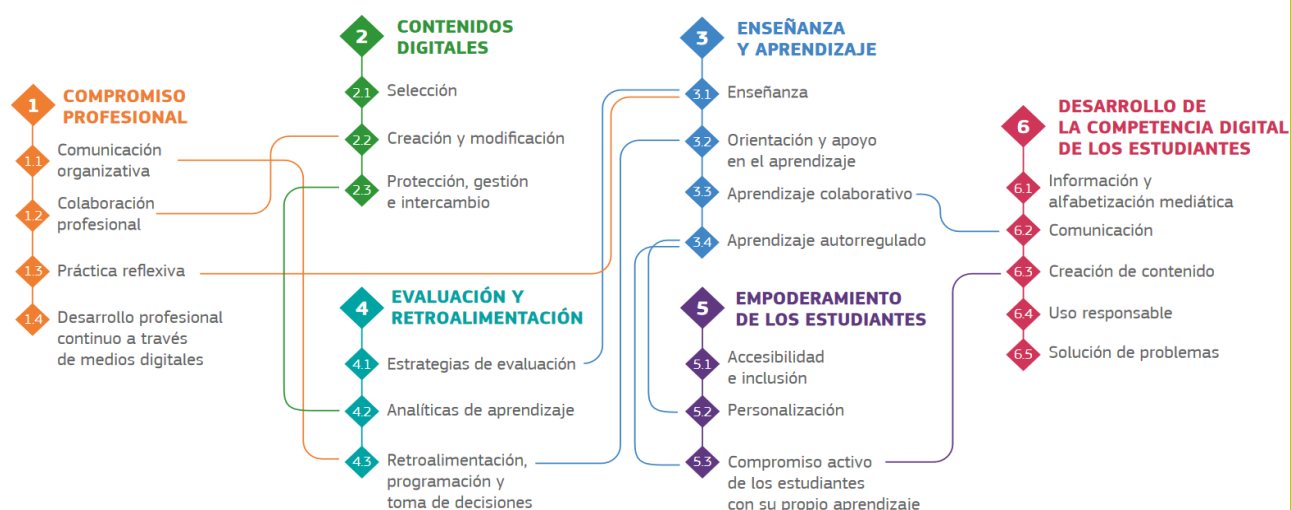 1
COMPROMISO
PROFESIONAL
1.1
Comunicación
organizativa
1.2
Colaboración
profesional
1.3
Práctica reflexiva
1.4
Desarrollo profesional
continuo a través
de medios digitales
2
CONTENIDOS
DIGITALES
2.1
Selección
2.2
Creación y modificación
2.3
Protección, gestión
e intercambio
3
ENSEÑANZA
Y APRENDIZAJE
3.1
Enseñanza
3.2
Orientación y apoyo
en el aprendizaje
3.3
Aprendizaje colaborativo
3.4
Aprendizaje autorregulado
4
EVALUACIÓN Y
RETROALIMENTACIÓN
4.1
Estrategias de evaluación
4.2
Analíticas de aprendizaje
4.3
Retroalimentación,
programación y
toma de decisiones
5
EMPODERAMIENTO
DE LOS ESTUDIANTES
5.1
Accesibilidad
e inclusión
5.2
Personalización
5.3
Compromiso activo
de los estudiantes
con su propio aprendizaje
6
DESARROLLO DE
LA COMPETENCIA DIGITAL
DE LOS ESTUDIANTES
6.1
Información y
alfabetización mediática
6.2
Comunicación
6.3
Creación de contenido
6.4
Uso responsable
6.5
Solución de problemas